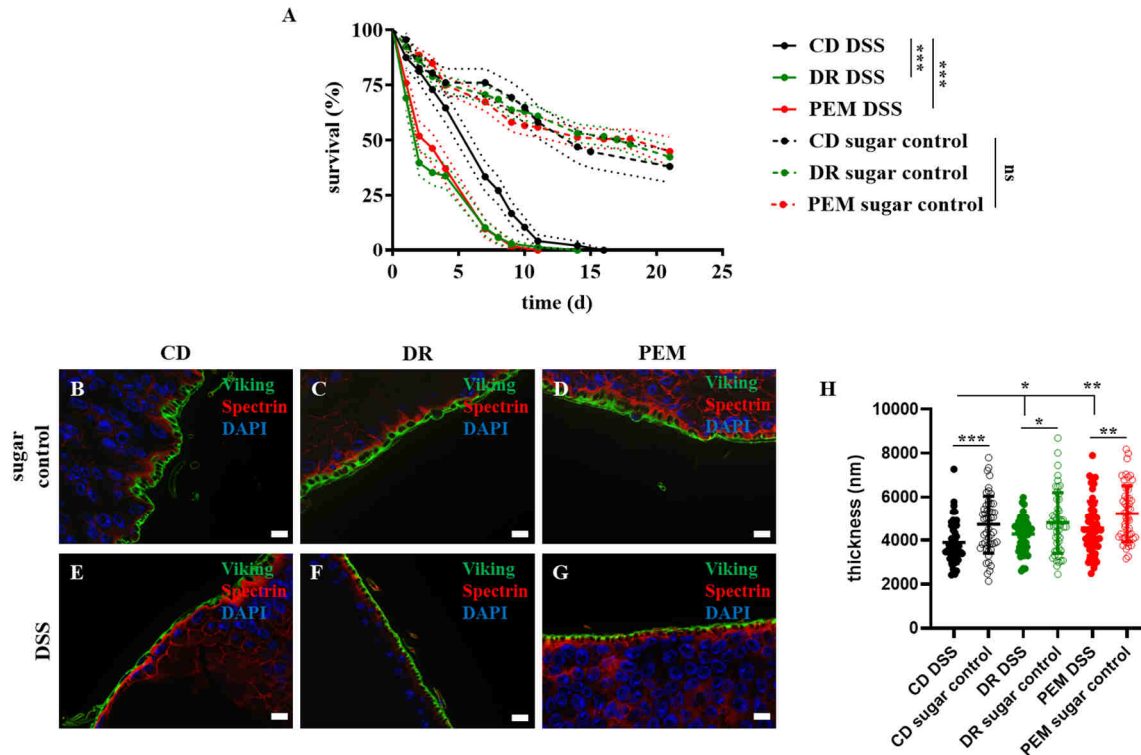 A
100
75
50
25
0
survival (%)
0 5 10 15 20 25
time (d)
CD DSS
DR DSS
PEM DSS
CD sugar control
DR sugar control
PEM sugar control
***
***
ns
CD DR PEM
sugar
control
B
Viking
Spectrin
DAPI
C
Viking
Spectrin
DAPI
D
Viking
Spectrin
DAPI
DSS
E
Viking
Spectrin
DAPI
F
Viking
Spectrin
DAPI
G
Viking
Spectrin
DAPI
H
* **
*** * **
10000
8000
6000
4000
2000
0
thickness (nm)
CD DSS
CD sugar control
DR DSS
DR sugar control
PEM DSS
PEM sugar control